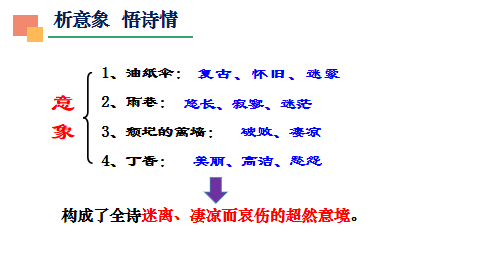 析意象 悟诗情
意象
1、油纸伞： 复古、怀旧、迷蒙
2、雨巷： 悠长、寂寥、迷茫
3、颓圮的篱墙： 破败、凄凉
4、丁香： 美丽、高洁、愁怨
构成了全诗迷离、凄凉而哀伤的超然意境。